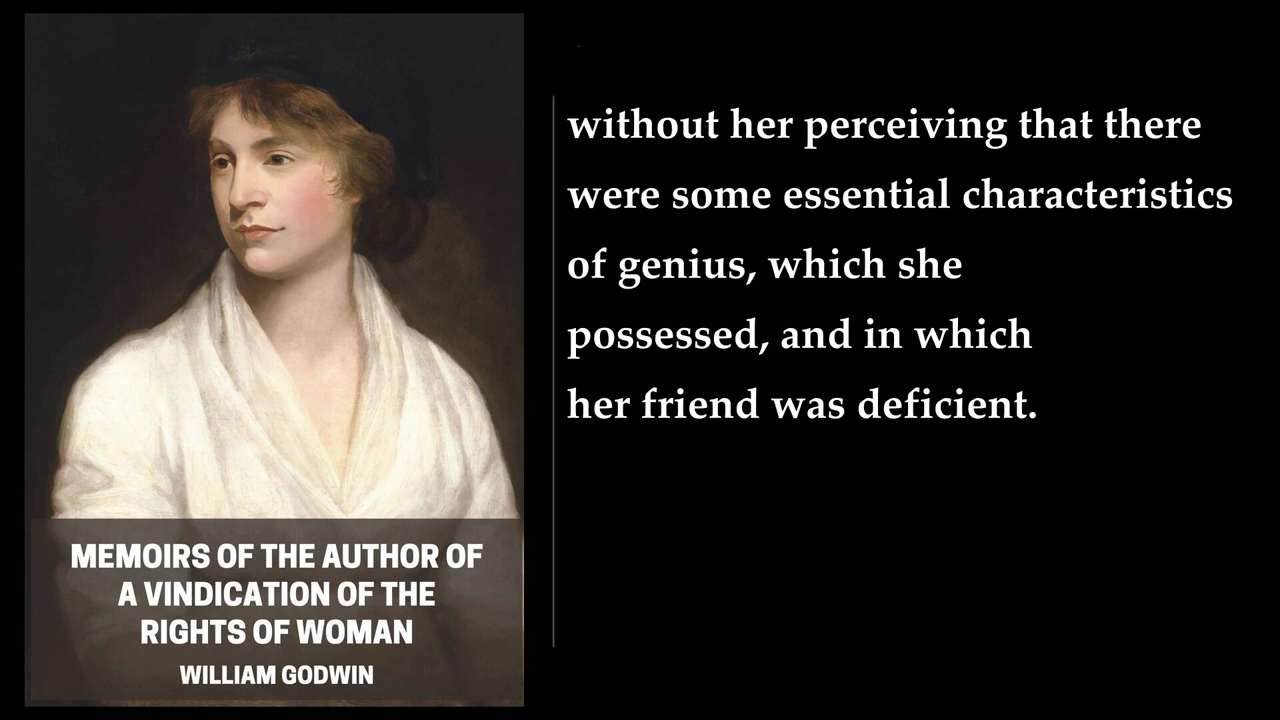 MEMOIRS OF THE AUTHOR OF
A VINDICATION OF THE
RIGHTS OF WOMAN
WILLIAM GODWIN
without her perceiving that there
were some essential characteristics
of genius, which she
possessed, and in which
her friend was deficient.